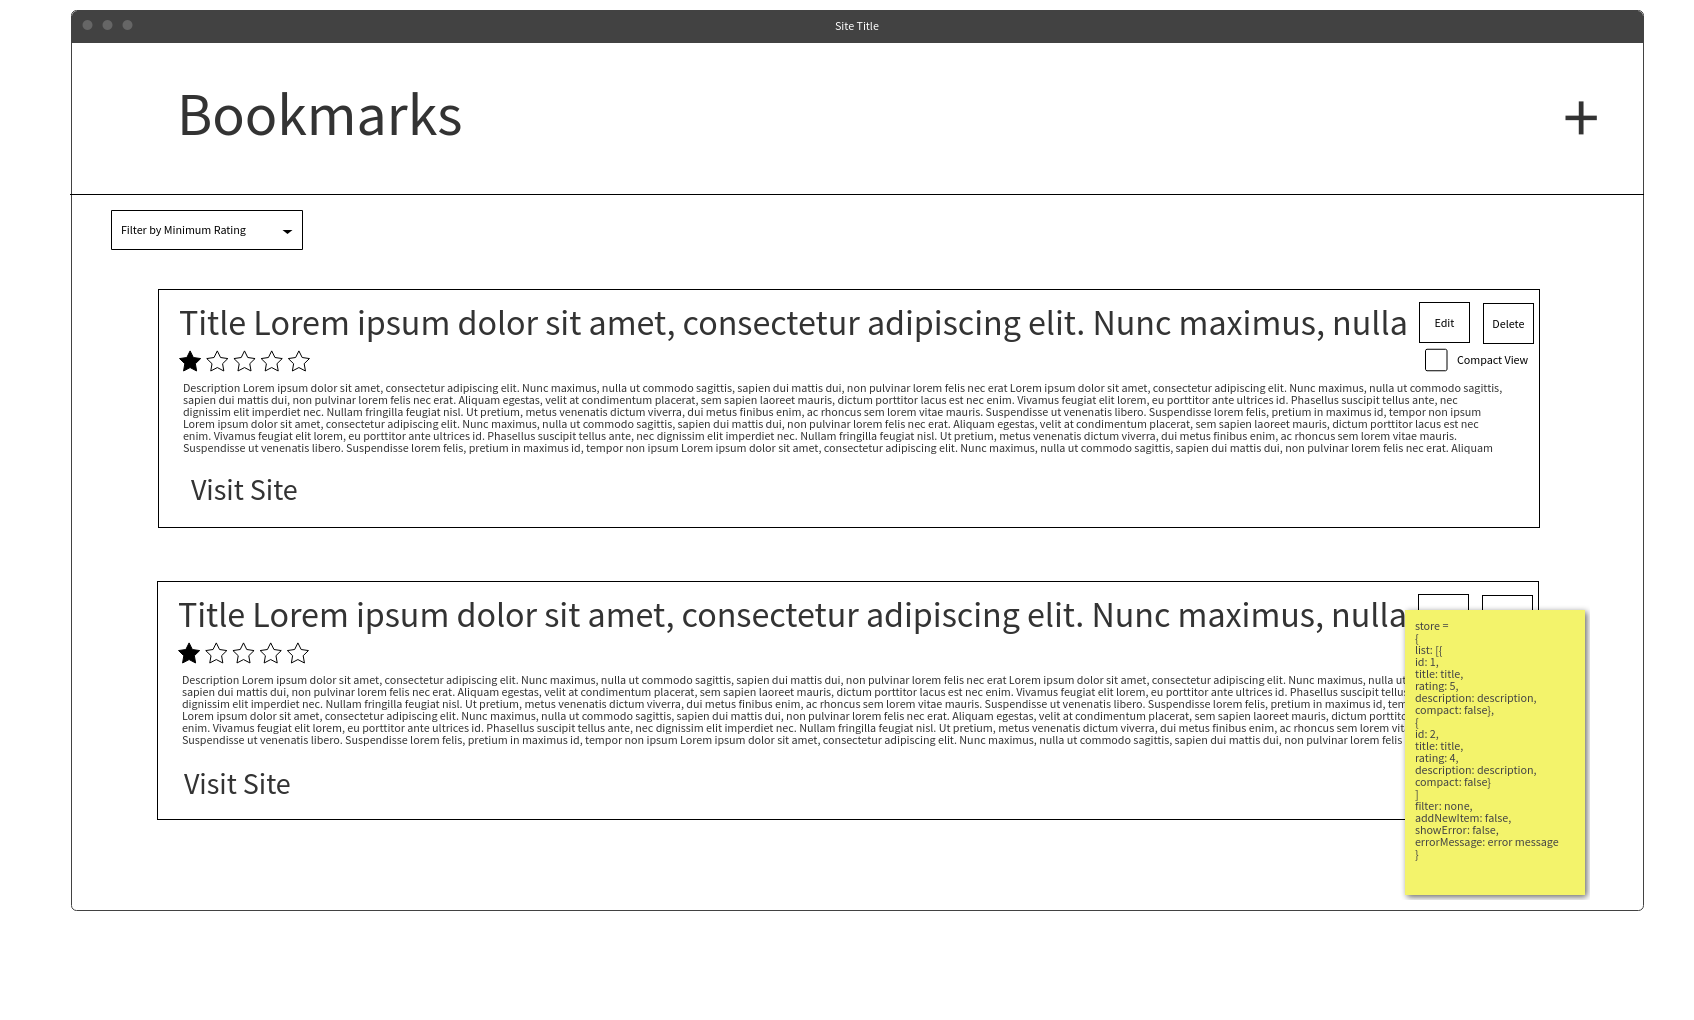 Site Title
Bookmarks
+
Filter by Minimum Rating
Title Lorem ipsum dolor sit amet, consectetur adipiscing elit. Nunc maximus, nulla
Edit
Delete
Compact View
Description Lorem ipsum dolor sit amet, consectetur adipiscing elit. Nunc maximus, nulla ut commodo sagittis, sapien dui mattis dui, non pulvinar lorem felis nec erat Lorem ipsum dolor sit amet, consectetur adipiscing elit. Nunc maximus, nulla ut commodo sagittis,
sapien dui mattis dui, non pulvinar lorem felis nec erat. Aliquam egestas, velit at condimentum placerat, sem sapien laoreet mauris, dictum porttitor lacus est nec enim. Vivamus feugiat elit lorem, eu porttitor ante ultrices id. Phasellus suscipit tellus ante, nec
dignissim elit imperdiet nec. Nullam fringilla feugiat nisl. Ut pretium, metus venenatis dictum viverra, dui metus finibus enim, ac rhoncus sem lorem vitae mauris. Suspendisse ut venenatis libero. Suspendisse lorem felis, pretium in maximus id, tempor non ipsum
Lorem ipsum dolor sit amet, consectetur adipiscing elit. Nunc maximus, nulla ut commodo sagittis, sapien dui mattis dui, non pulvinar lorem felis nec erat. Aliquam egestas, velit at condimentum placerat, sem sapien laoreet mauris, dictum porttitor lacus est nec
enim. Vivamus feugiat elit lorem, eu porttitor ante ultrices id. Phasellus suscipit tellus ante, nec dignissim elit imperdiet nec. Nullam fringilla feugiat nisl. Ut pretium, metus venenatis dictum viverra, dui metus finibus enim, ac rhoncus sem lorem vitae mauris.
Suspendisse ut venenatis libero. Suspendisse lorem felis, pretium in maximus id, tempor non ipsum Lorem ipsum dolor sit amet, consectetur adipiscing elit. Nunc maximus, nulla ut commodo sagittis, sapien dui mattis dui, non pulvinar lorem felis nec erat. Aliquam
Visit Site
Title Lorem ipsum dolor sit amet, consectetur adipiscing elit. Nunc maximus, nulla
Description Lorem ipsum dolor sit amet, consectetur adipiscing elit. Nunc maximus, nulla ut commodo sagittis, sapien dui mattis dui, non pulvinar lorem felis nec erat Lorem ipsum dolor sit amet, consectetur adipiscing elit. Nunc maximus, nulla ut
sapien dui mattis dui, non pulvinar lorem felis nec erat. Aliquam egestas, velit at condimentum placerat, sem sapien laoreet mauris, dictum porttitor lacus est nec enim. Vivamus feugiat elit lorem, eu porttitor ante ultrices id. Phasellus suscipit tellus
dignissim elit imperdiet nec. Nullam fringilla feugiat nisl. Ut pretium, metus venenatis dictum viverra, dui metus finibus enim, ac rhoncus sem lorem vitae mauris. Suspendisse ut venenatis libero. Suspendisse lorem felis, pretium in maximus id,
Lorem ipsum dolor sit amet, consectetur adipiscing elit. Nunc maximus, nulla ut commodo sagittis, sapien dui mattis dui, non pulvinar lorem felis nec erat. Aliquam egestas, velit at condimentum placerat, sem sapien laoreet mauris, dictum
enim. Vivamus feugiat elit lorem, eu porttitor ante ultrices id. Phasellus suscipit tellus ante, nec dignissim elit imperdiet nec. Nullam fringilla feugiat nisl. Ut pretium, metus venenatis dictum viverra, dui metus finibus enim, ac rhoncus sem lorem
Suspendisse ut venenatis libero. Suspendisse lorem felis, pretium in maximus id, tempor non ipsum Lorem ipsum dolor sit amet, consectetur adipiscing elit. Nunc maximus, nulla ut commodo sagittis, sapien dui mattis dui, non pulvinar lorem felis
Visit Site
store =
{
list: [{
id: 1,
title: title,
rating: 5,
description: description,
compact: false},
{
id: 2,
title: title,
rating: 4,
description: description,
compact: false}
]
filter: none,
addNewItem: false,
showError: false,
errorMessage: error message
}